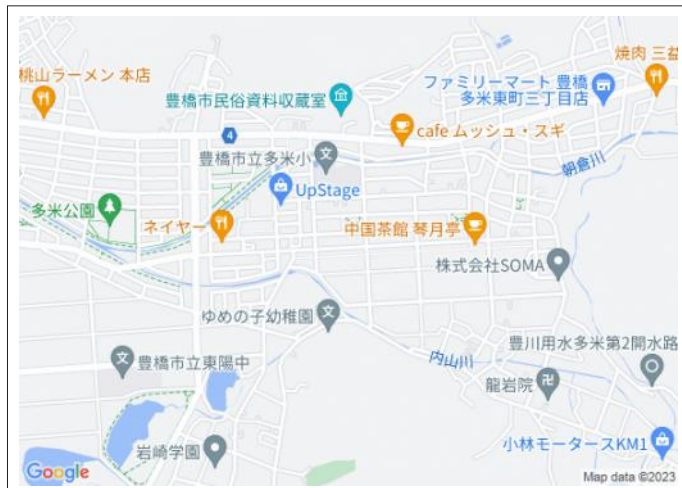 焼肉 三益
桃山ラーメン 本店
ファミリーマート 豊橋
多米東町三丁目店
豊橋市民俗資料収蔵室
4
cafe ムッシュ・スギ
豊橋市立多米小
朝倉川
UpStage
多米公園
ネイヤー
中国茶館 琴月亭
株式会社SOMA
ゆめの子幼稚園
豊川用水多米第2開水路
豊橋市立東陽中
内山川
龍岩院
岩崎学園
小林モータースKM1
Google
Map data ©2023